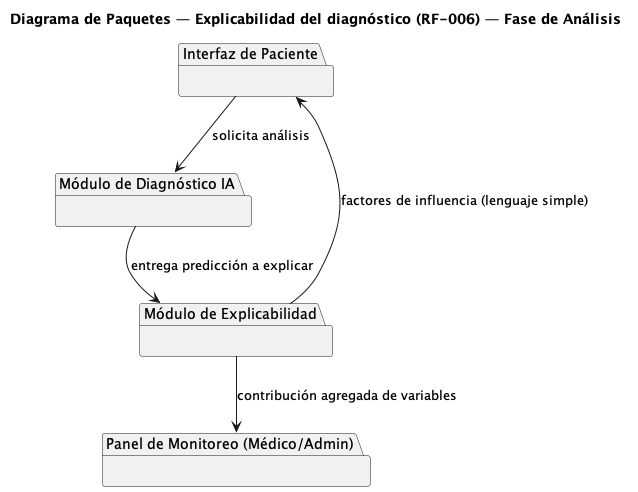 Diagrama de Paquetes — Explicabilidad del diagnóstico (RF-006) — Fase de Análisis
Interfaz de Paciente
solicita análisis
Módulo de Diagnóstico IA
factores de influencia (lenguaje simple)
entrega predicción a explicar
Módulo de Explicabilidad
contribución agregada de variables
Panel de Monitoreo (Médico/Admin)